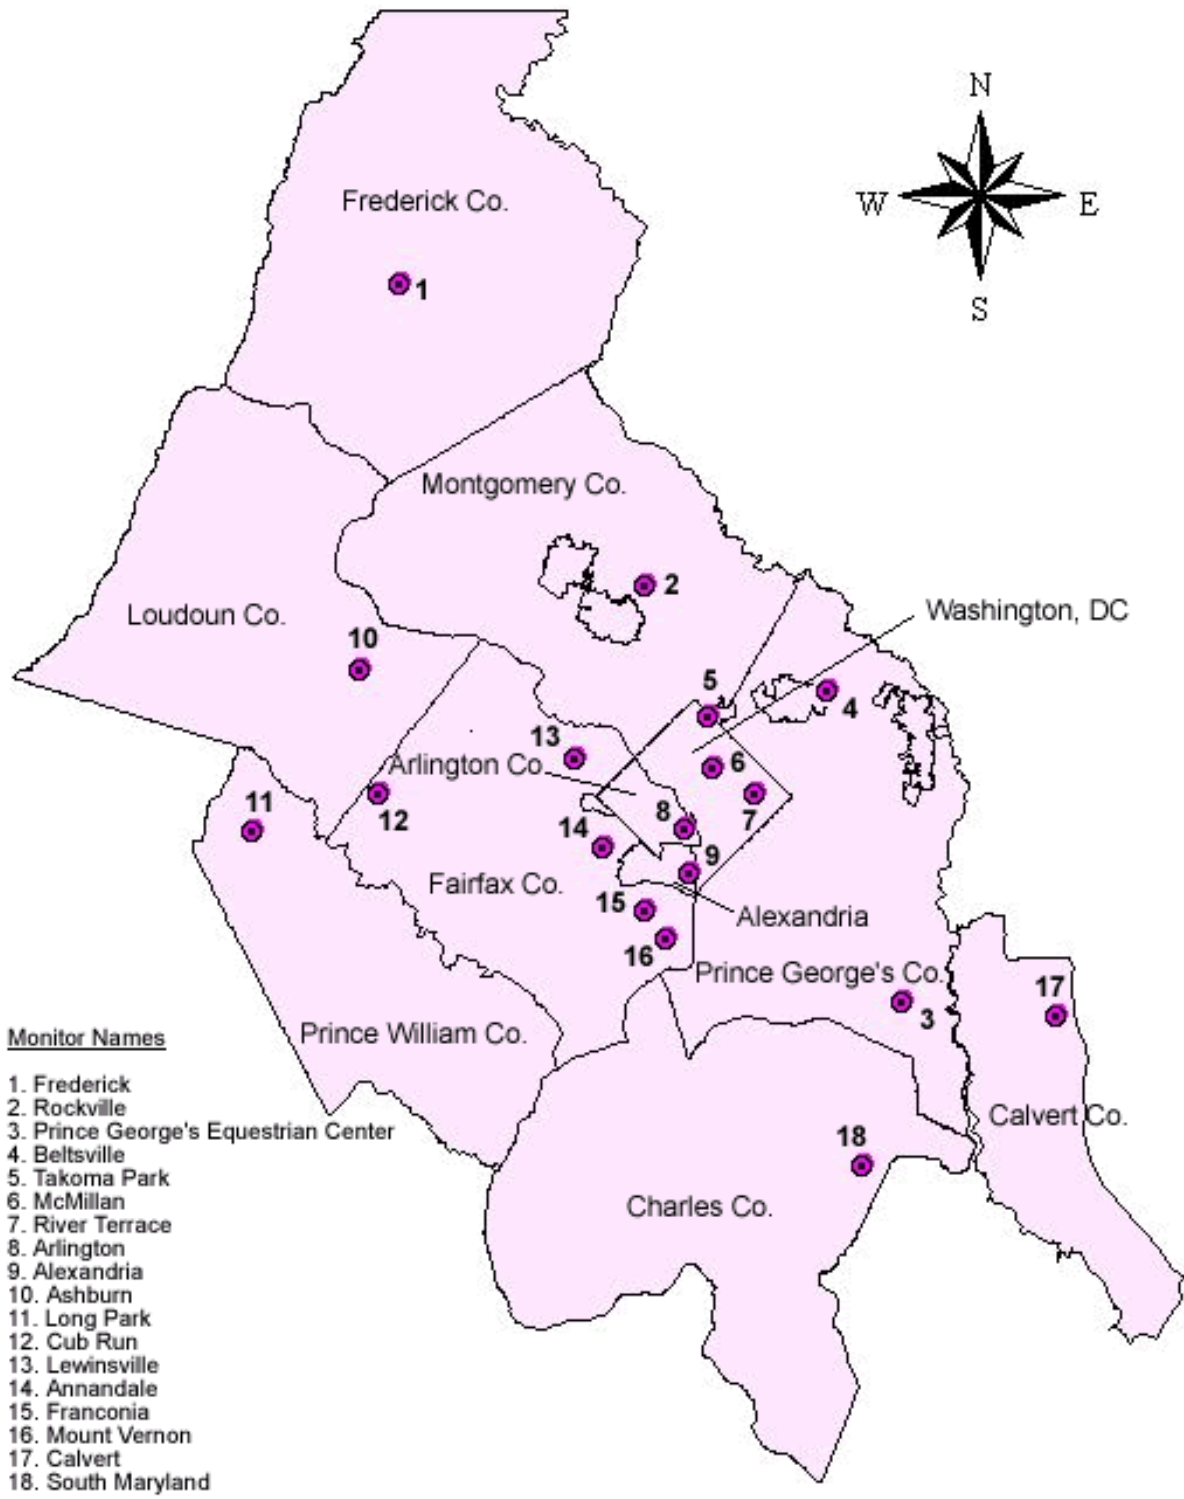 N
W E
S
Frederick Co.
1
Montgomery Co.
2
Loudoun Co.
10
Washington, DC
5
4
13
Arlington Co.
6
7
11
12
8
14
9
Fairfax Co.
15
Alexandria
16
Prince George's Co.
17
3
Prince William Co.
Calvert Co.
18
Charles Co.
Monitor Names
1. Frederick
2. Rockville
3. Prince George's Equestrian Center
4. Beltsville
5. Takoma Park
6. McMillan
7. River Terrace
8. Arlington
9. Alexandria
10. Ashburn
11. Long Park
12. Cub Run
13. Lewinsville
14. Annandale
15. Franconia
16. Mount Vernon
17. Calvert
18. South Maryland